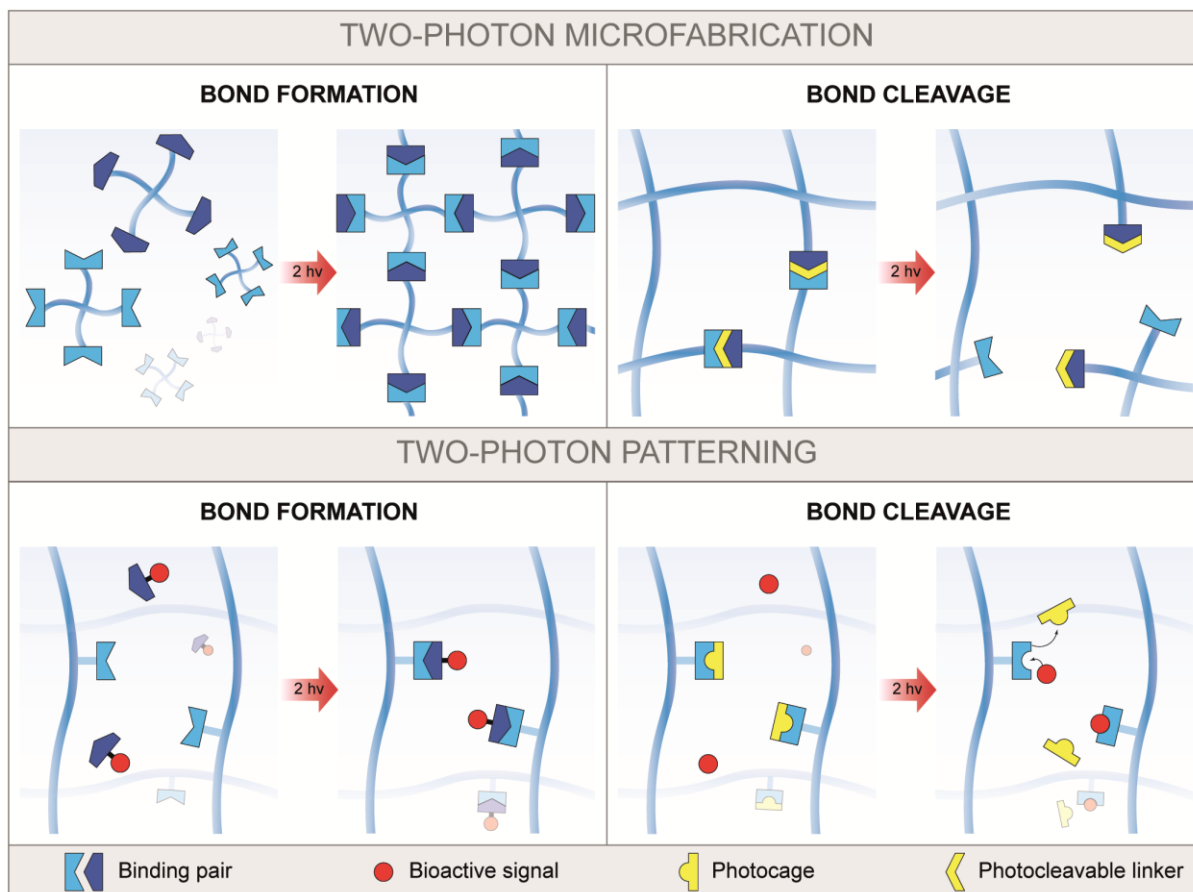 TWO-PHOTON MICROFABRICATION
BOND FORMATION
BOND CLEAVAGE
2 hv
2 hv
TWO-PHOTON PATTERNING
BOND FORMATION
BOND CLEAVAGE
2 hv
2 hv
Binding pair
Bioactive signal
Photocage
Photocleavable linker